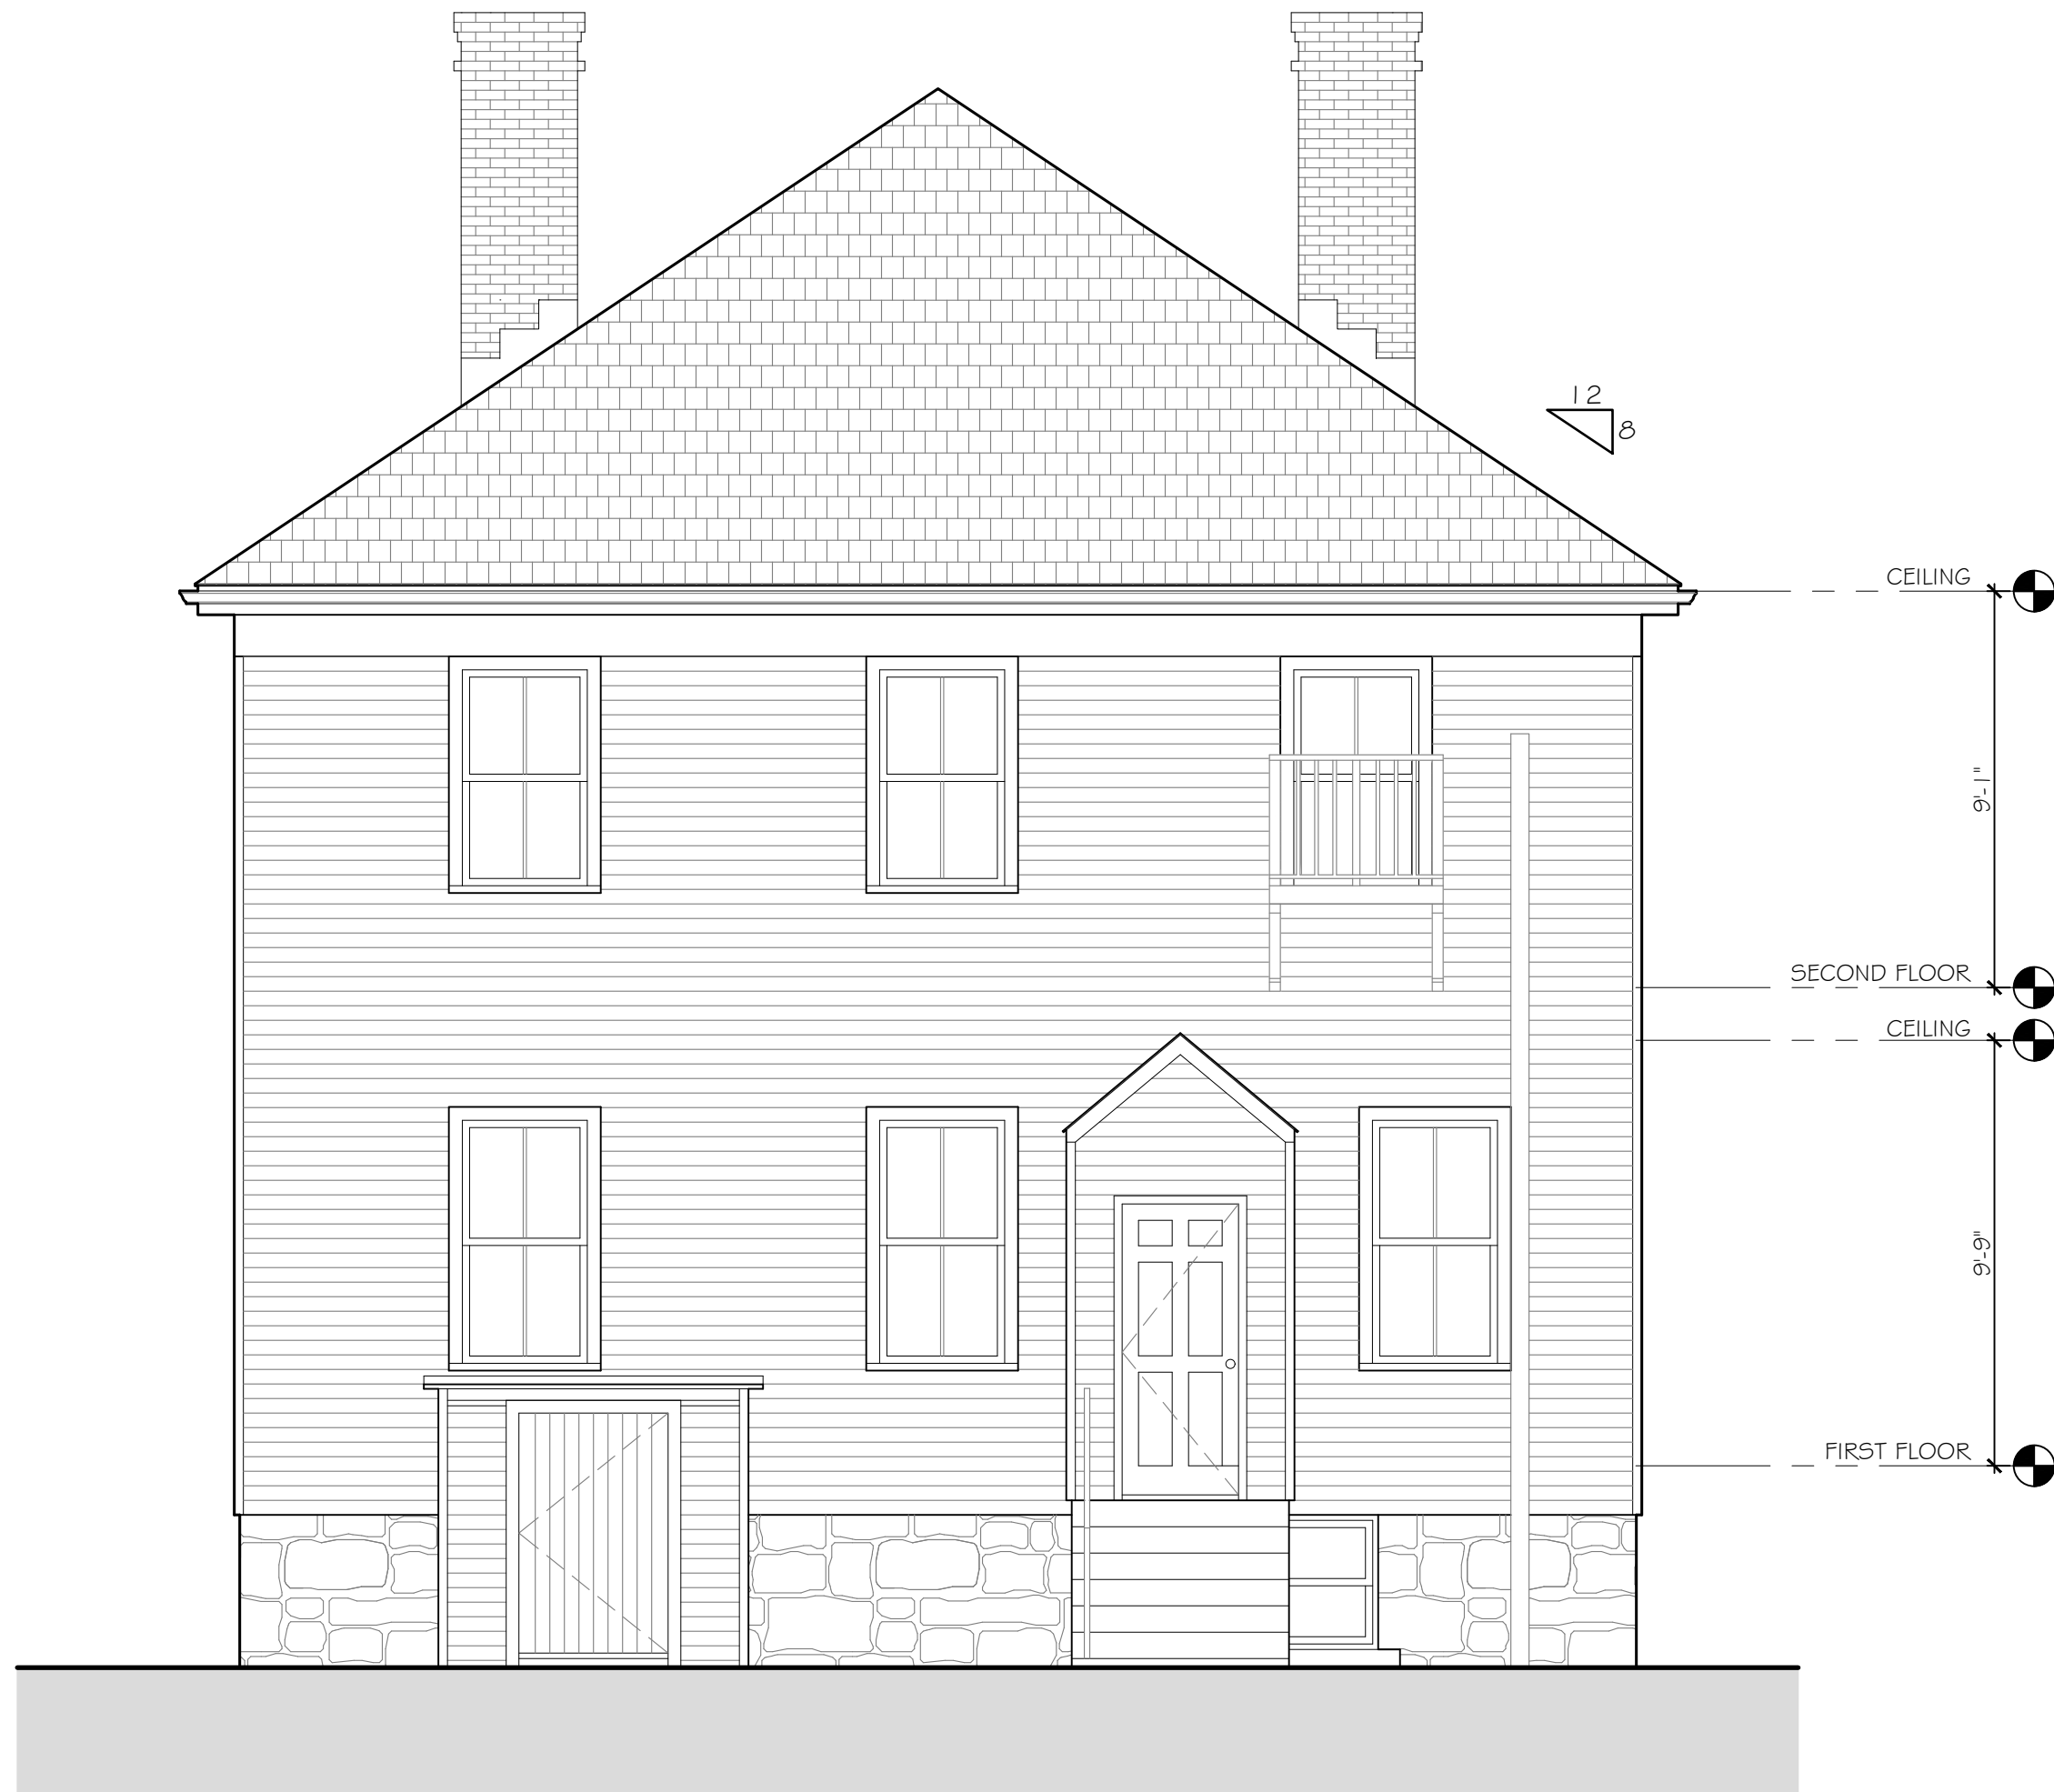 12
8
CEILING
9'-1"
SECOND FLOOR
CEILING
9'-9"
FIRST FLOOR